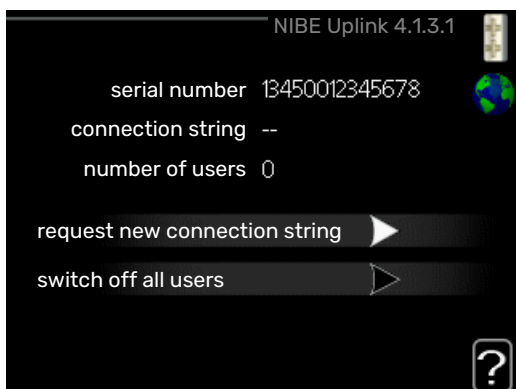 NIBE Uplink 4.1.3.1
serial number 13450012345678
connection string --
number of users 0
request new connection string
switch off all users
?